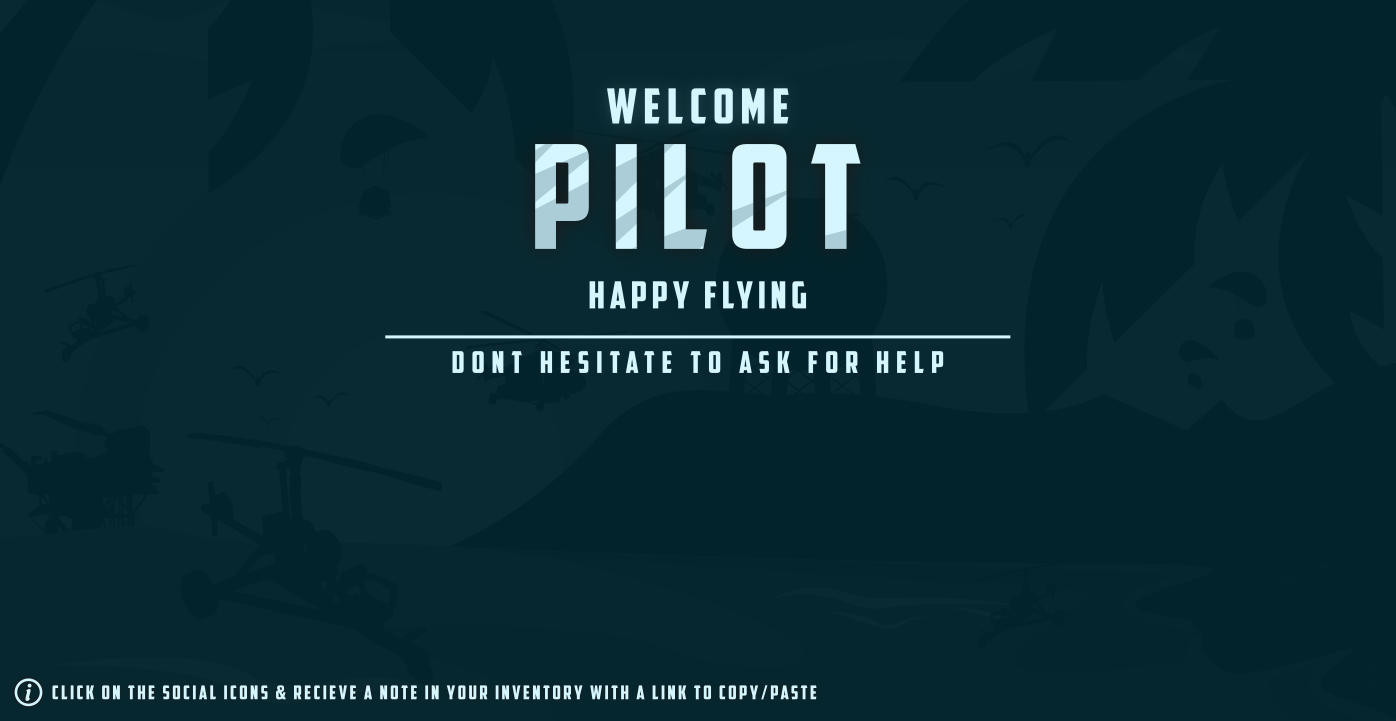 WELCOME
PILOT
HAPPY FLYING
DONT HESITATE TO ASK FOR HELP
CLICK ON THE SOCIAL ICONS & RECIEVE A NOTE IN YOUR INVENTORY WITH A LINK TO COPY/PASTE